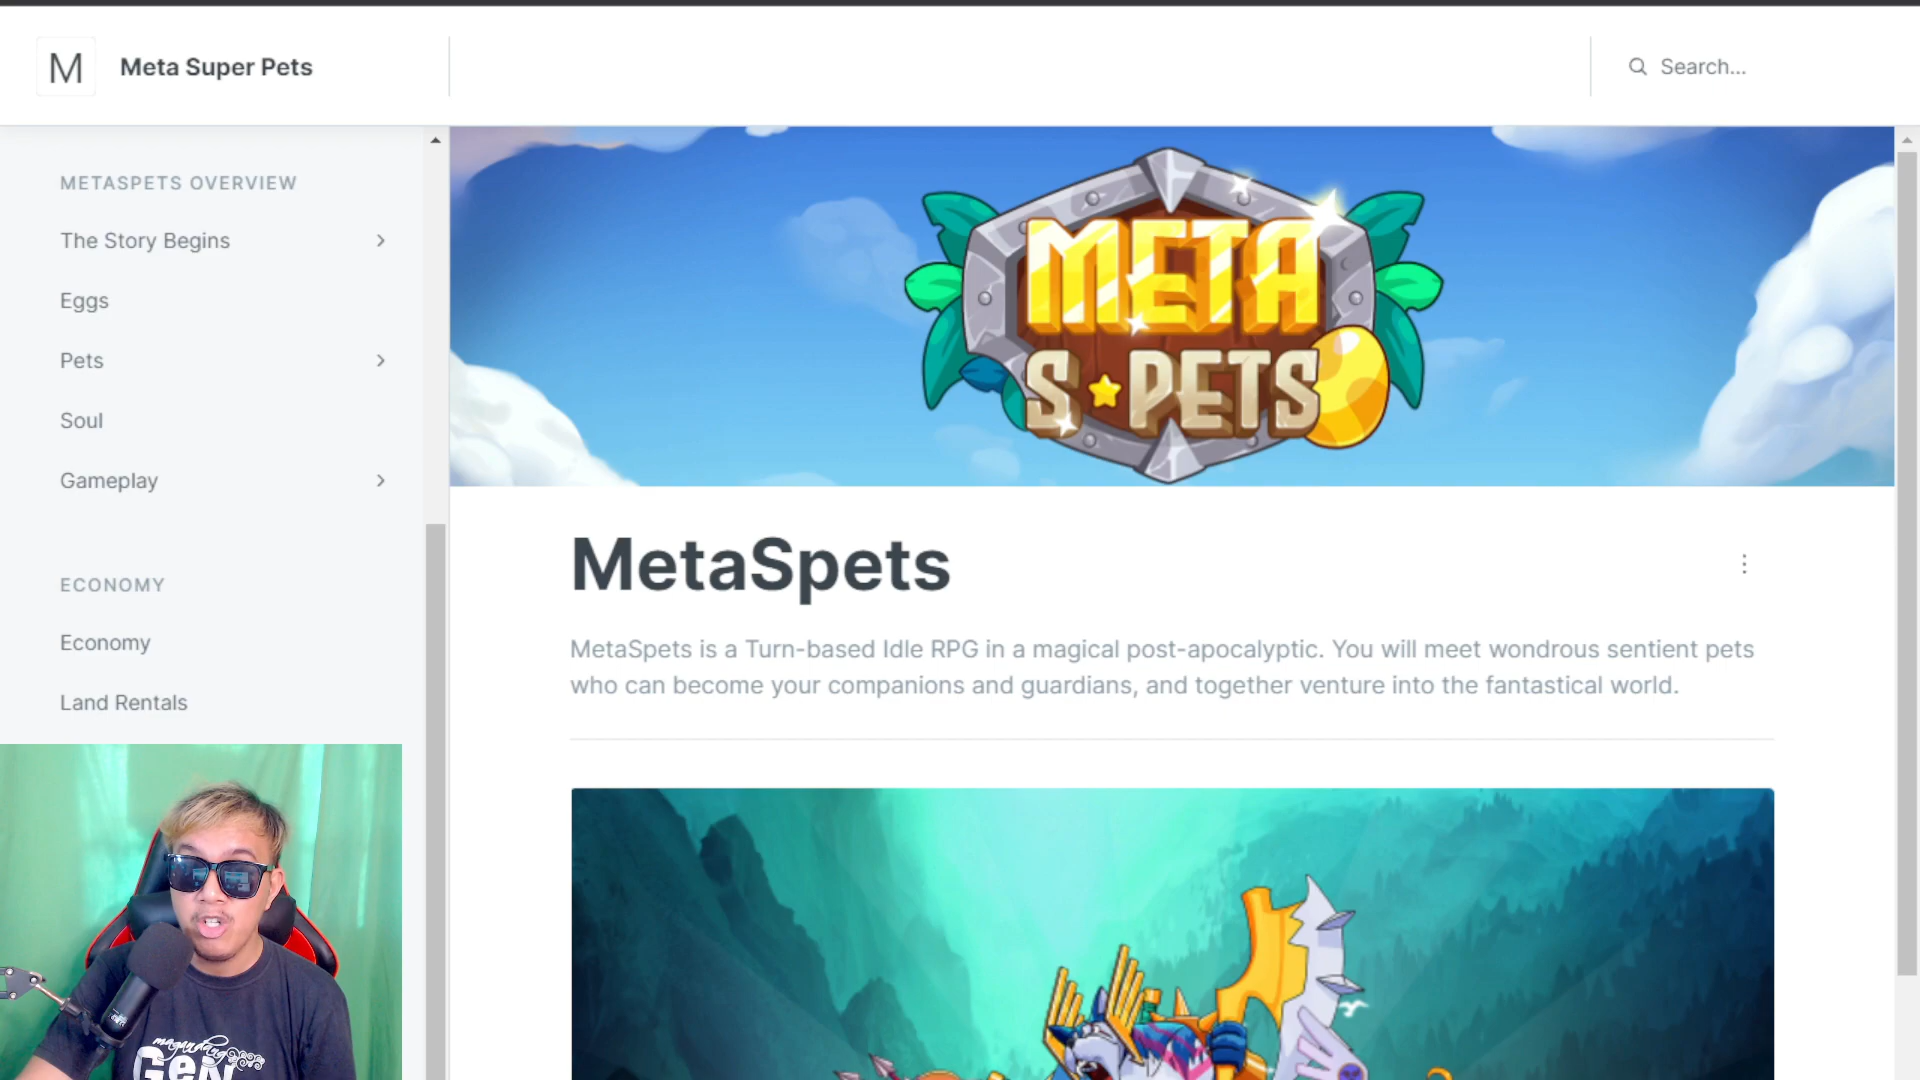 M
Meta Super Pets
Search...
METASPETS OVERVIEW
The Story Begins
Eggs
Pets
Soul
Gameplay
ECONOMY
Economy
Land Rentals
META
S PETS
MetaSpets
MetaSpets is a Turn-based Idle RPG in a magical post-apocalyptic. You will meet wondrous sentient pets
who can become your companions and guardians, and together venture into the fantastical world.
magandang
GeN